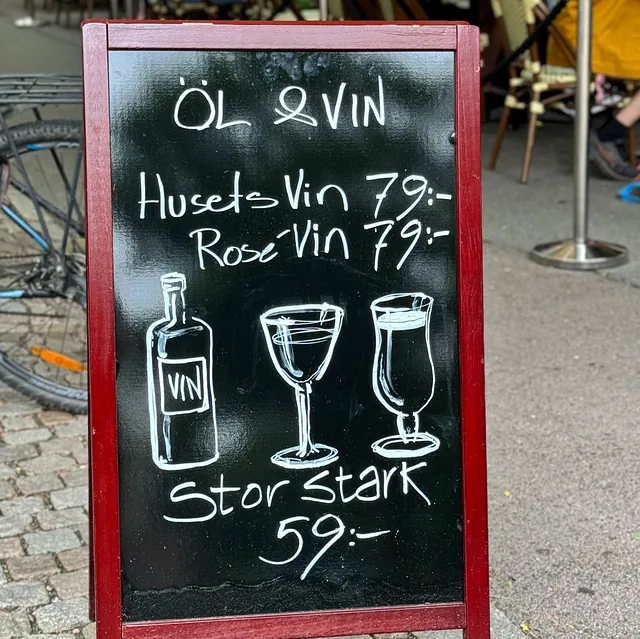 ÖL & VIN
Husets Vin 79:-
Rosé Vin 79:-
VIN
Stor Stark
59:-